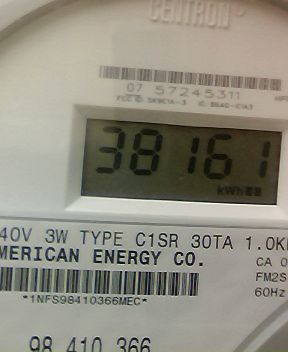 CENTRON®
07 57245311
38161
kWh
40V 3W TYPE C1SR 30TA 1.0K
MERICAN ENERGY CO.
CA 0
FM2S
60Hz
*1NFS98410366MEC*
98 410 366